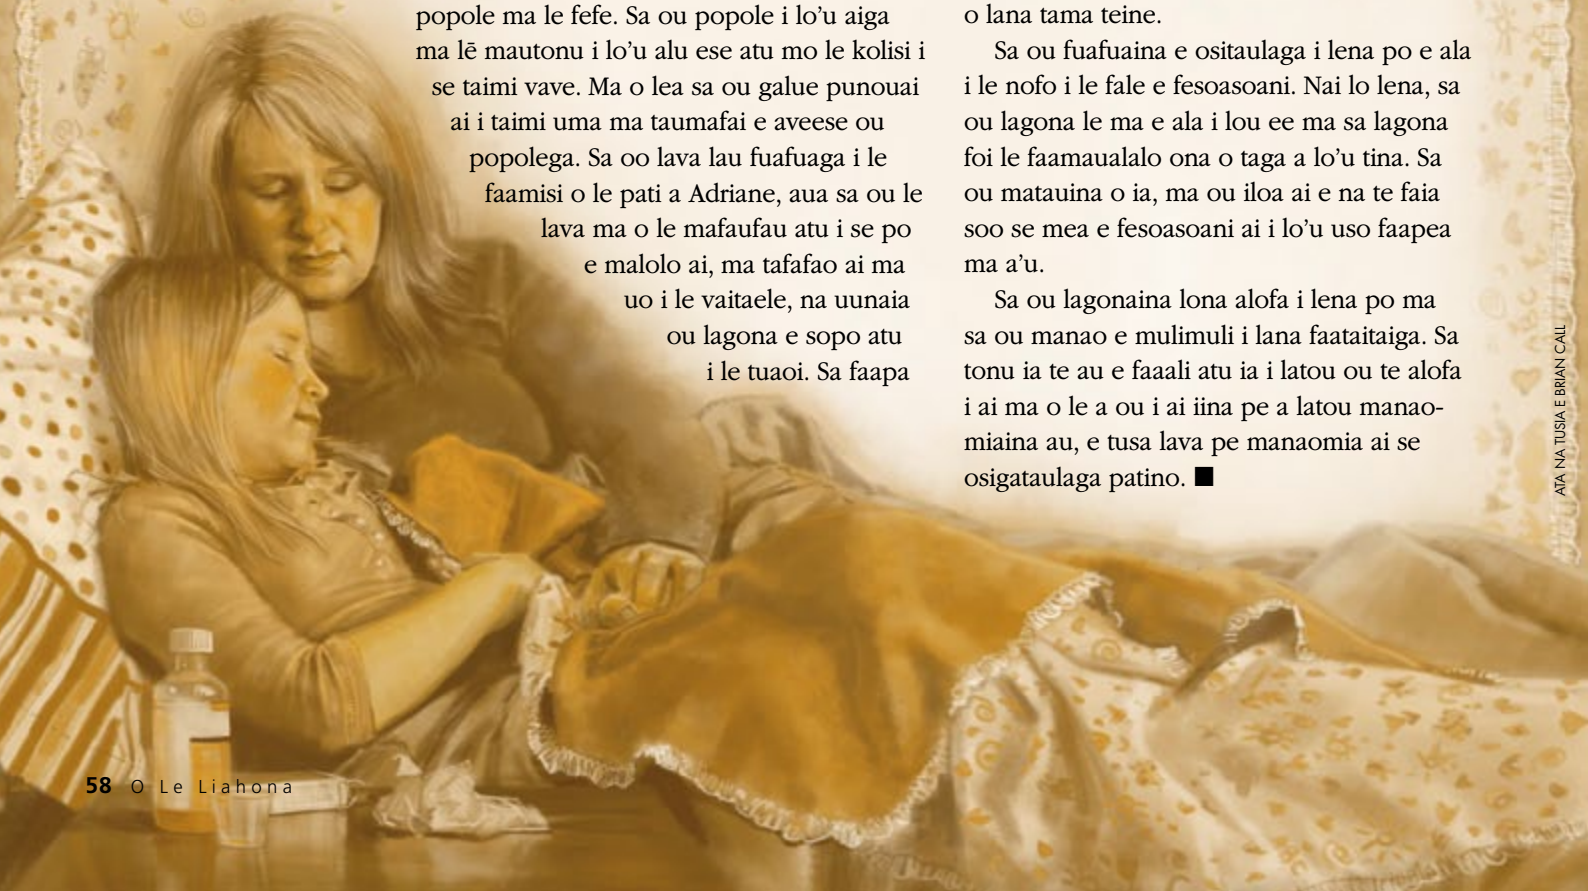 popole ma le fefe. Sa ou popole i lo’u aiga
ma lē mautonu i lo’u alu ese atu mo le kolisi i
se taimi vave. Ma o lea sa ou galue punouai
ai i taimi uma ma taumafai e aveese ou
popolega. Sa oo lava lau fuafuaga i le
faamisi o le pati a Adriane, aua sa ou le
lava ma o le mafaufau atu i se po
e malolo ai, ma tafafao ai ma
uo i le vaitaele, na uunaia
ou lagona e sopo atu
i le tuaoi. Sa faapa
o lana tama teine.
Sa ou fuafuaina e ositaulaga i lena po e ala
i le nofo i le fale e fesoasoani. Nai lo lena, sa
ou lagona le ma e ala i lou ee ma sa lagona
foi le faamaualalo ona o taga a lo’u tina. Sa
ou matauina o ia, ma ou iloa ai e na te faia
soo se mea e fesoasoani ai i lo’u uso faapea
ma a’u.
Sa ou lagonaina lona alofa i lena po ma
sa ou manao e mulimuli i lana faataitaiga. Sa
tonu ia te au e faaali atu ia i latou ou te alofa
i ai ma o le a ou i ai iina pe a latou manao-
miaina au, e tusa lava pe manaomia ai se
osigataulaga patino. ■
ATA NA TUSIA E BRIAN CALL
58 O Le Liahona